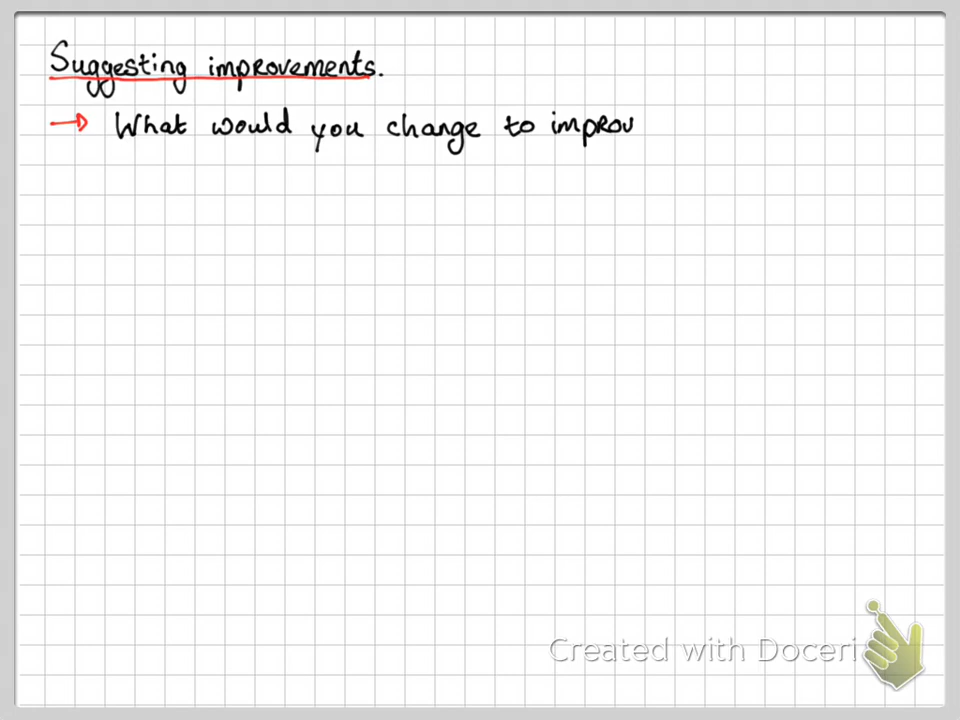 Suggesting improvements.
→ What would you change to improv
Created with Doceri